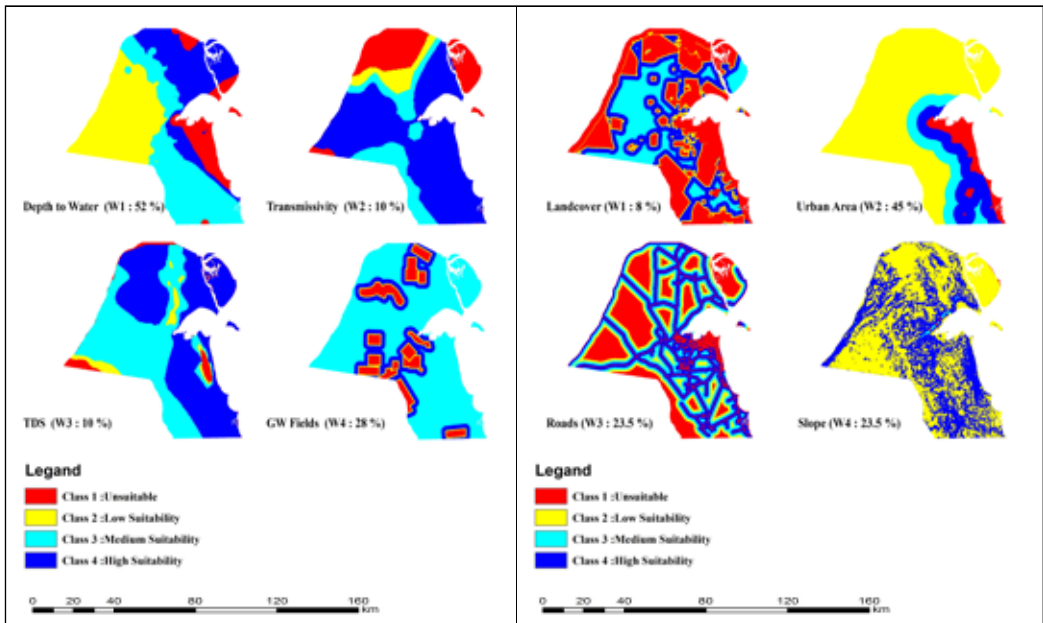 Depth to Water (W1 : 52 %)
Transmissivity (W2 : 10 %)
TDS (W3 : 10 %)
GW Fields (W4 : 28 %)
Legand
Class 1 :Unsuitable
Class 2 :Low Suitability
Class 3 :Medium Suitability
Class 4 :High Suitability
0 20 40 80 120 160
km
Landcover (W1 : 8 %)
Urban Area (W2 : 45 %)
Roads (W3 : 23.5 %)
Slope (W4 : 23.5 %)
Legand
Class 1 :Unsuitable
Class 2 :Low Suitability
Class 3 :Medium Suitability
Class 4 :High Suitability
0 20 40 80 120 160
km